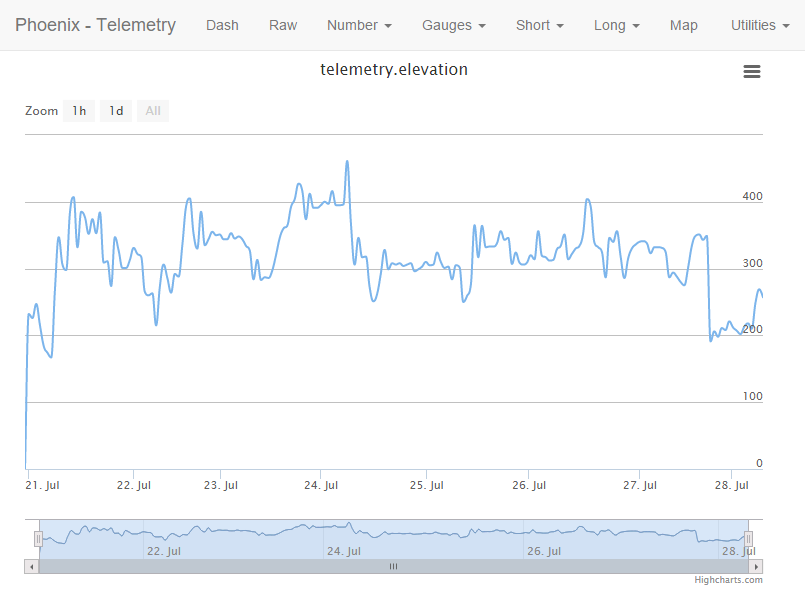 Phoenix - Telemetry Dash Raw Number Gauges Short Long Map Utilities
telemetry.elevation
Zoom 1h 1d All
400
300
200
100
0
21. Jul 22. Jul 23. Jul 24. Jul 25. Jul 26. Jul 27. Jul 28. Jul
22. Jul 24. Jul 26. Jul 28. Jul
Highcharts.com